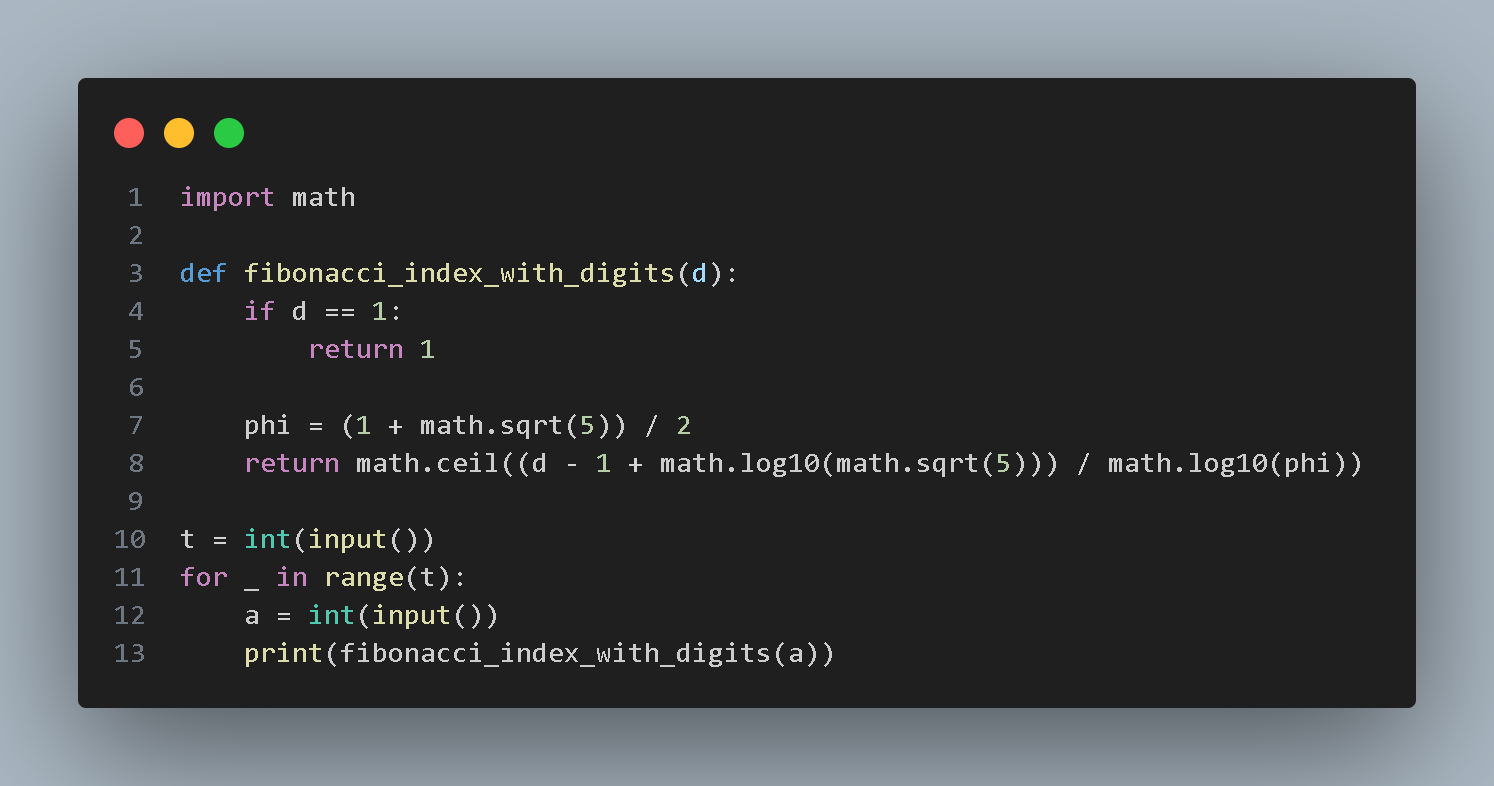 1 import math
2
3 def fibonacci_index_with_digits(d):
4     if d == 1:
5         return 1
6
7     phi = (1 + math.sqrt(5)) / 2
8     return math.ceil((d - 1 + math.log10(math.sqrt(5))) / math.log10(phi))
9
10 t = int(input())
11 for _ in range(t):
12     a = int(input())
13     print(fibonacci_index_with_digits(a))